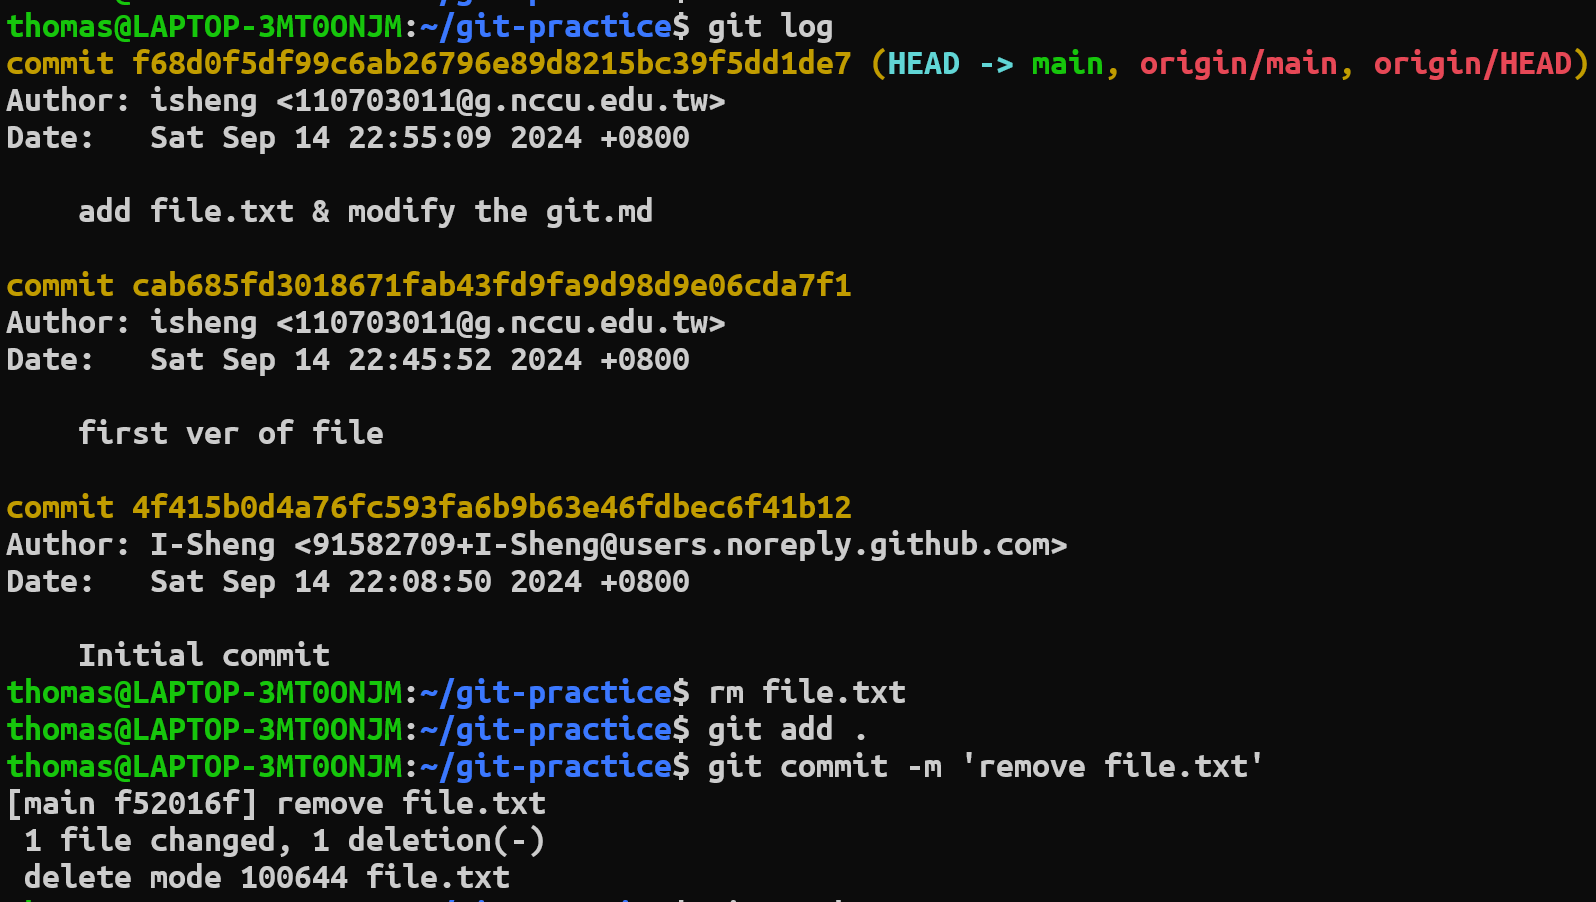 thomas@LAPTOP-3MT0ONJM:~/git-practice$ git log
commit f68d0f5df99c6ab26796e89d8215bc39f5dd1de7 (HEAD -> main, origin/main, origin/HEAD)
Author: isheng <110703011@g.nccu.edu.tw>
Date:   Sat Sep 14 22:55:09 2024 +0800
    add file.txt & modify the git.md
commit cab685fd3018671fab43fd9fa9d98d9e06cda7f1
Author: isheng <110703011@g.nccu.edu.tw>
Date:   Sat Sep 14 22:45:52 2024 +0800
    first ver of file
commit 4f415b0d4a76fc593fa6b9b63e46fdbec6f41b12
Author: I-Sheng <91582709+I-Sheng@users.noreply.github.com>
Date:   Sat Sep 14 22:08:50 2024 +0800
    Initial commit
thomas@LAPTOP-3MT0ONJM:~/git-practice$ rm file.txt
thomas@LAPTOP-3MT0ONJM:~/git-practice$ git add .
thomas@LAPTOP-3MT0ONJM:~/git-practice$ git commit -m 'remove file.txt'
[main f52016f] remove file.txt
 1 file changed, 1 deletion(-)
 delete mode 100644 file.txt